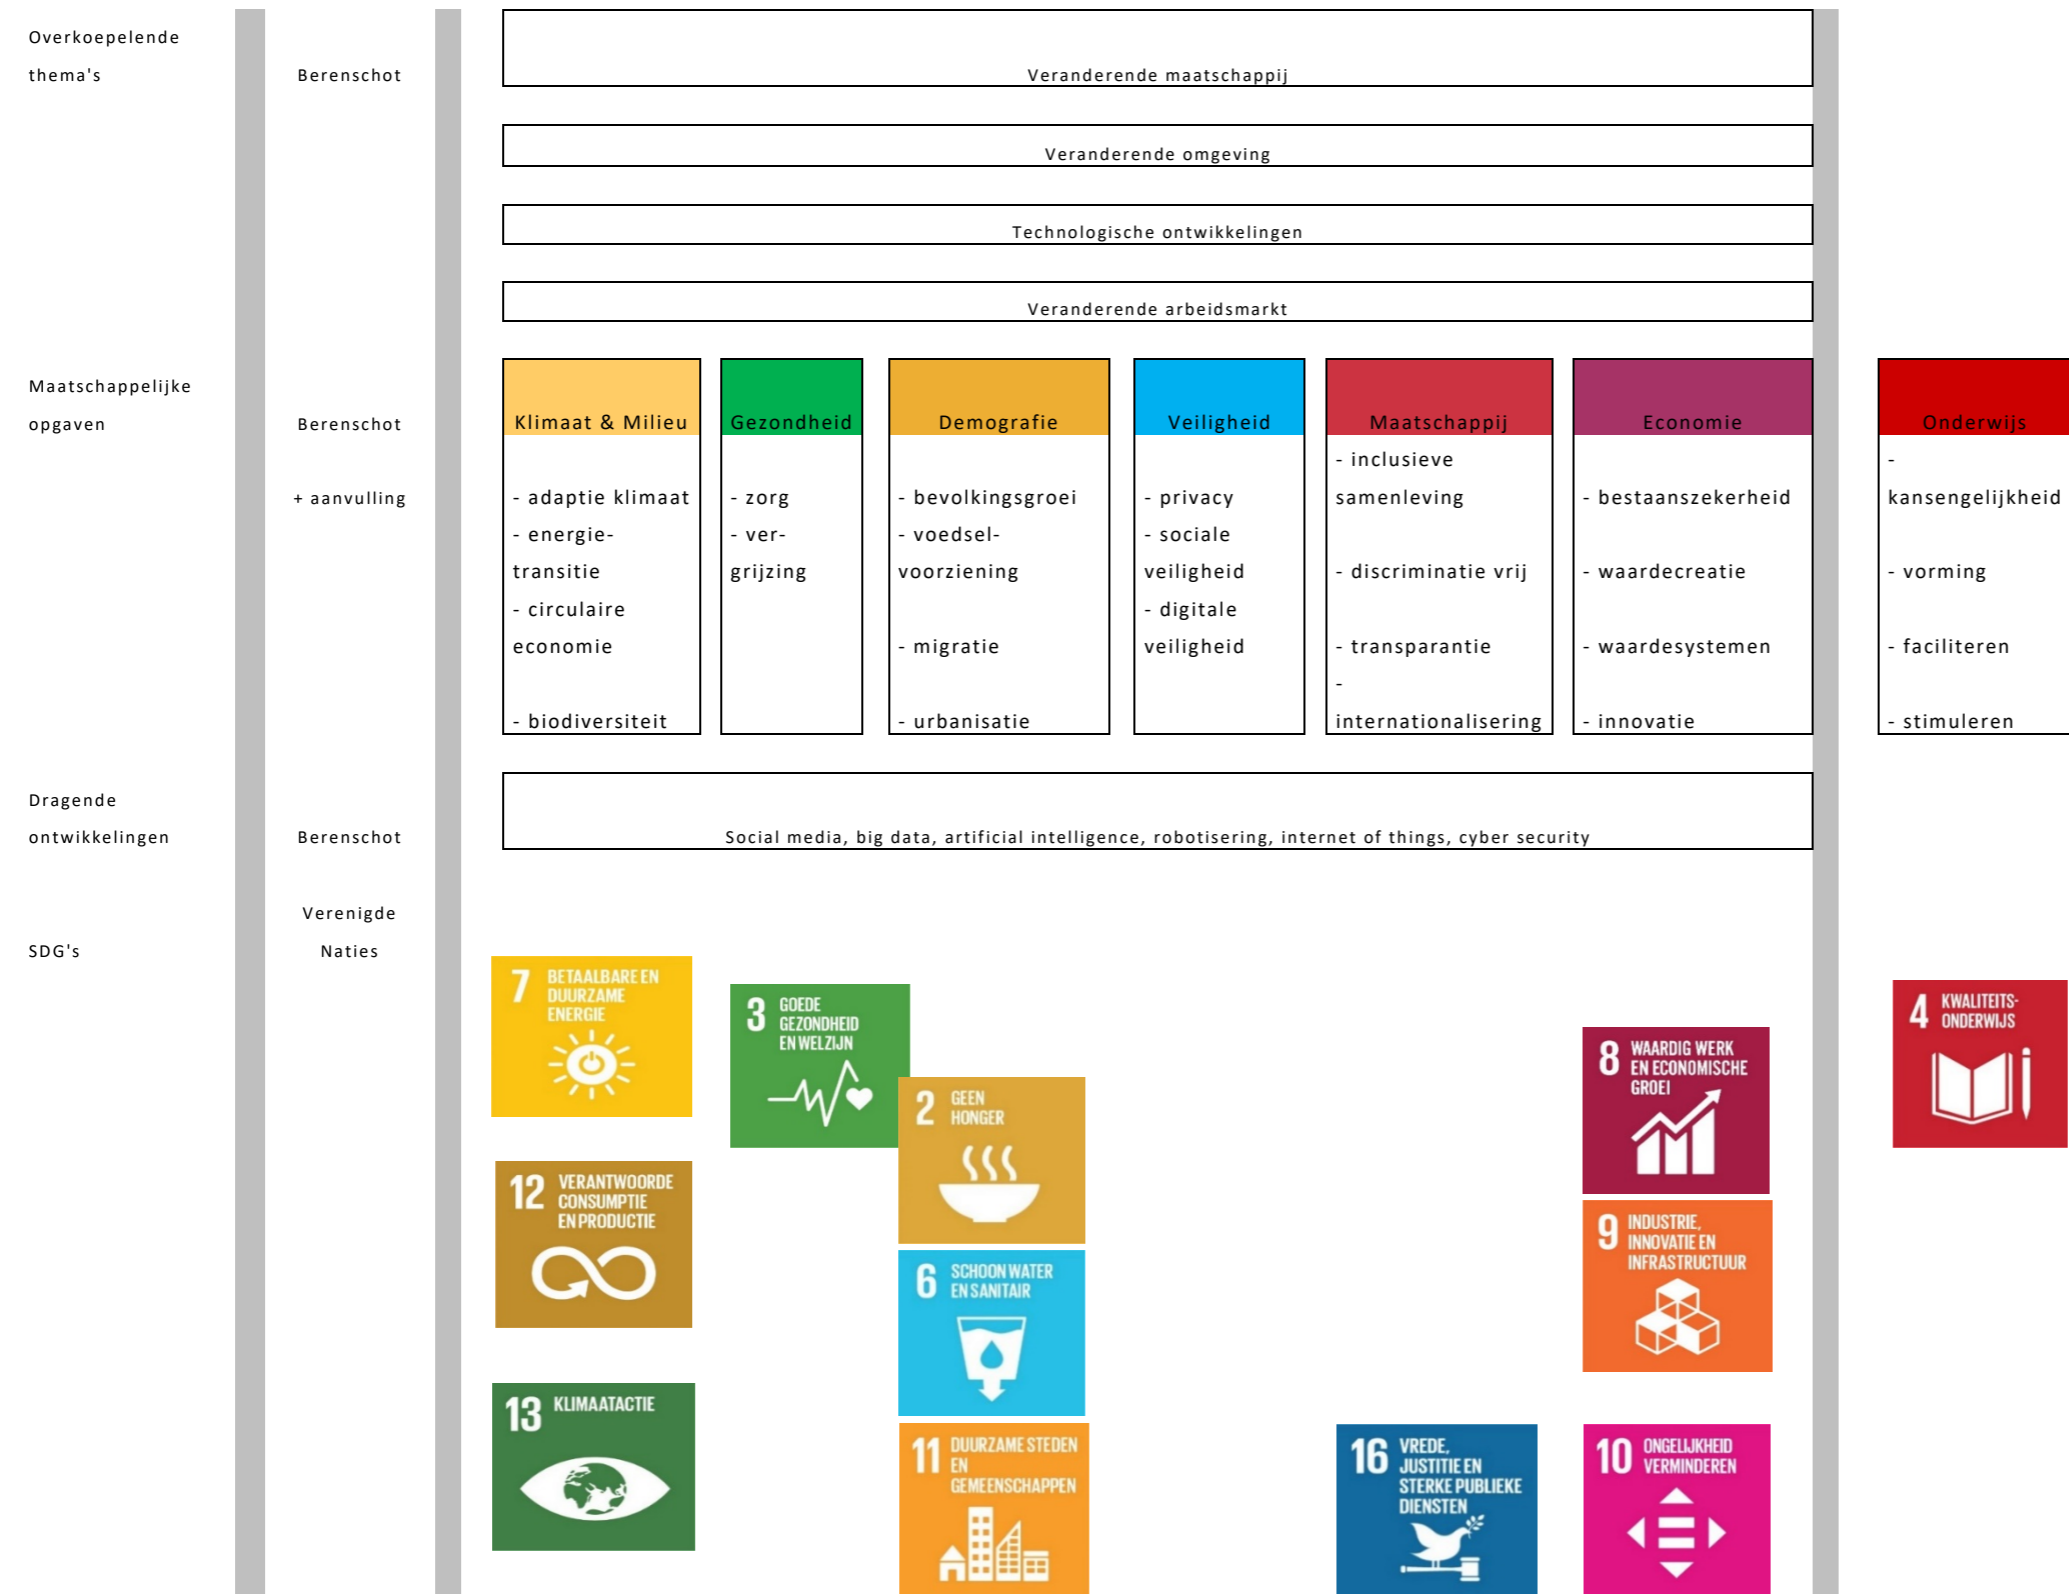 Overkoepelende
thema's
Berenschot
Veranderende maatschappij
Veranderende omgeving
Technologische ontwikkelingen
Veranderende arbeidsmarkt
Maatschappelijke
opgaven
Berenschot
+ aanvulling
Klimaat & Milieu
- adaptie klimaat
- energie-
transitie
- circulaire
economie
- biodiversiteit
Gezondheid
- zorg
- ver-
grijzing
Demografie
- bevolkingsgroei
- voedsel-
voorziening
- migratie
- urbanisatie
Veiligheid
- privacy
- sociale
veiligheid
- digitale
veiligheid
Maatschappij
- inclusieve
samenleving
- discriminatie vrij
- transparantie
-
internationalisering
Economie
- bestaanszekerheid
- waardecreatie
- waardesystemen
- innovatie
Onderwijs
-
kansengelijkheid
- vorming
- faciliteren
- stimuleren
Dragende
ontwikkelingen
Berenschot
Social media, big data, artificial intelligence, robotisering, internet of things, cyber security
SDG's
Verenigde
Naties
7 BETAALBARE EN
DUURZAME
ENERGIE
12 VERANTWOORDE
CONSUMPTIE
EN PRODUCTIE
13 KLIMAATACTIE
3 GOEDE
GEZONDHEID
EN WELZIJN
2 GEEN
HONGER
6 SCHOON WATER
EN SANITAIR
11 DUURZAME STEDEN
EN
GEMEENSCHAPPEN
16 VREDE,
JUSTITIE EN
STERKE PUBLIEKE
DIENSTEN
8 WAARDIG WERK
EN ECONOMISCHE
GROEI
9 INDUSTRIE,
INNOVATIE EN
INFRASTRUCTUUR
10 ONGELIJKHEID
VERMINDEREN
4 KWALITEITS-
ONDERWIJS